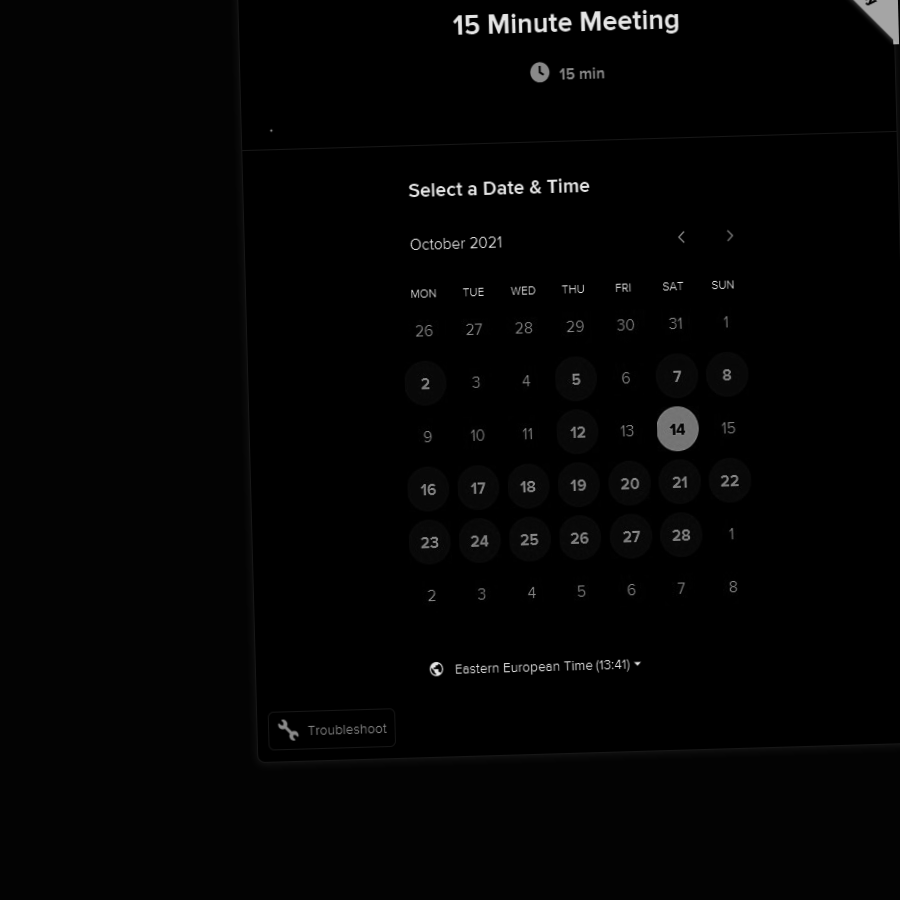 15 Minute Meeting
15 min
Select a Date & Time
October 2021
MON TUE WED THU FRI SAT SUN
26 27 28 29 30 31 1
2 3 4 5 6 7 8
9 10 11 12 13 14 15
16 17 18 19 20 21 22
23 24 25 26 27 28 1
2 3 4 5 6 7 8
Eastern European Time (13:41)
Troubleshoot